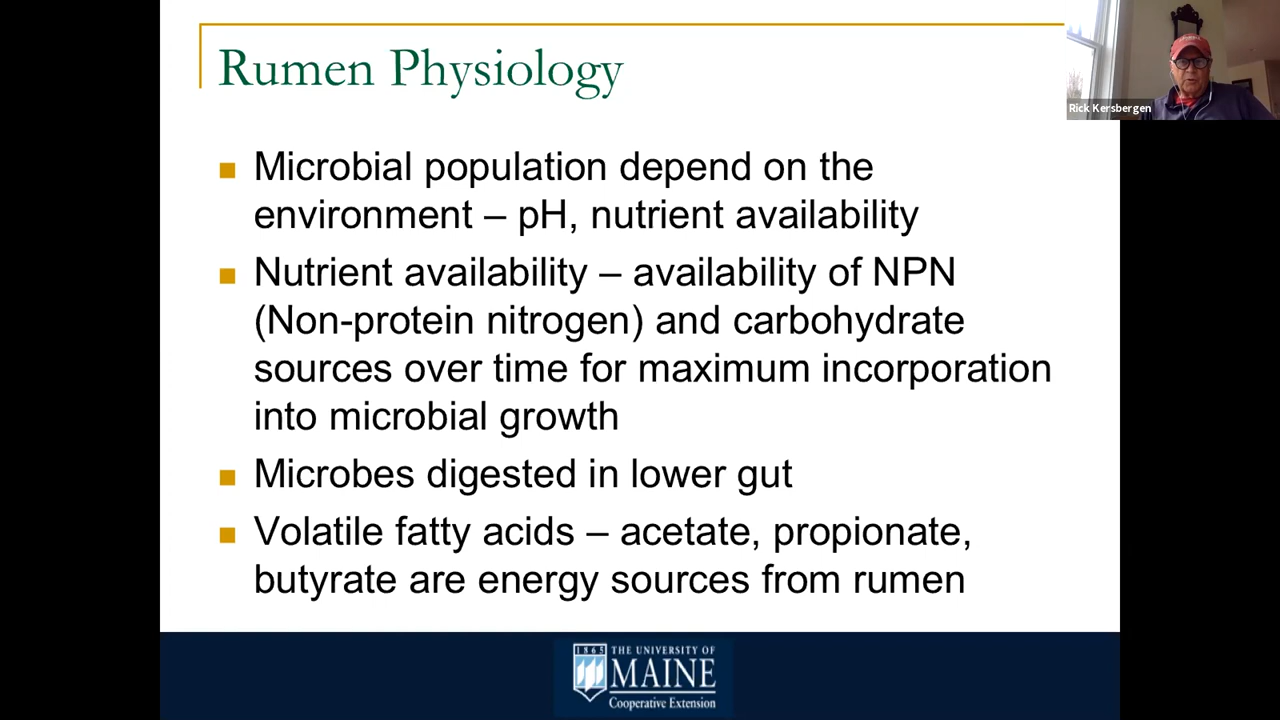 Rumen Physiology
Rick Kersbergen
■ Microbial population depend on the
environment – pH, nutrient availability
■ Nutrient availability – availability of NPN
(Non-protein nitrogen) and carbohydrate
sources over time for maximum incorporation
into microbial growth
■ Microbes digested in lower gut
■ Volatile fatty acids – acetate, propionate,
butyrate are energy sources from rumen
1865 THE UNIVERSITY OF
MAINE
Cooperative Extension